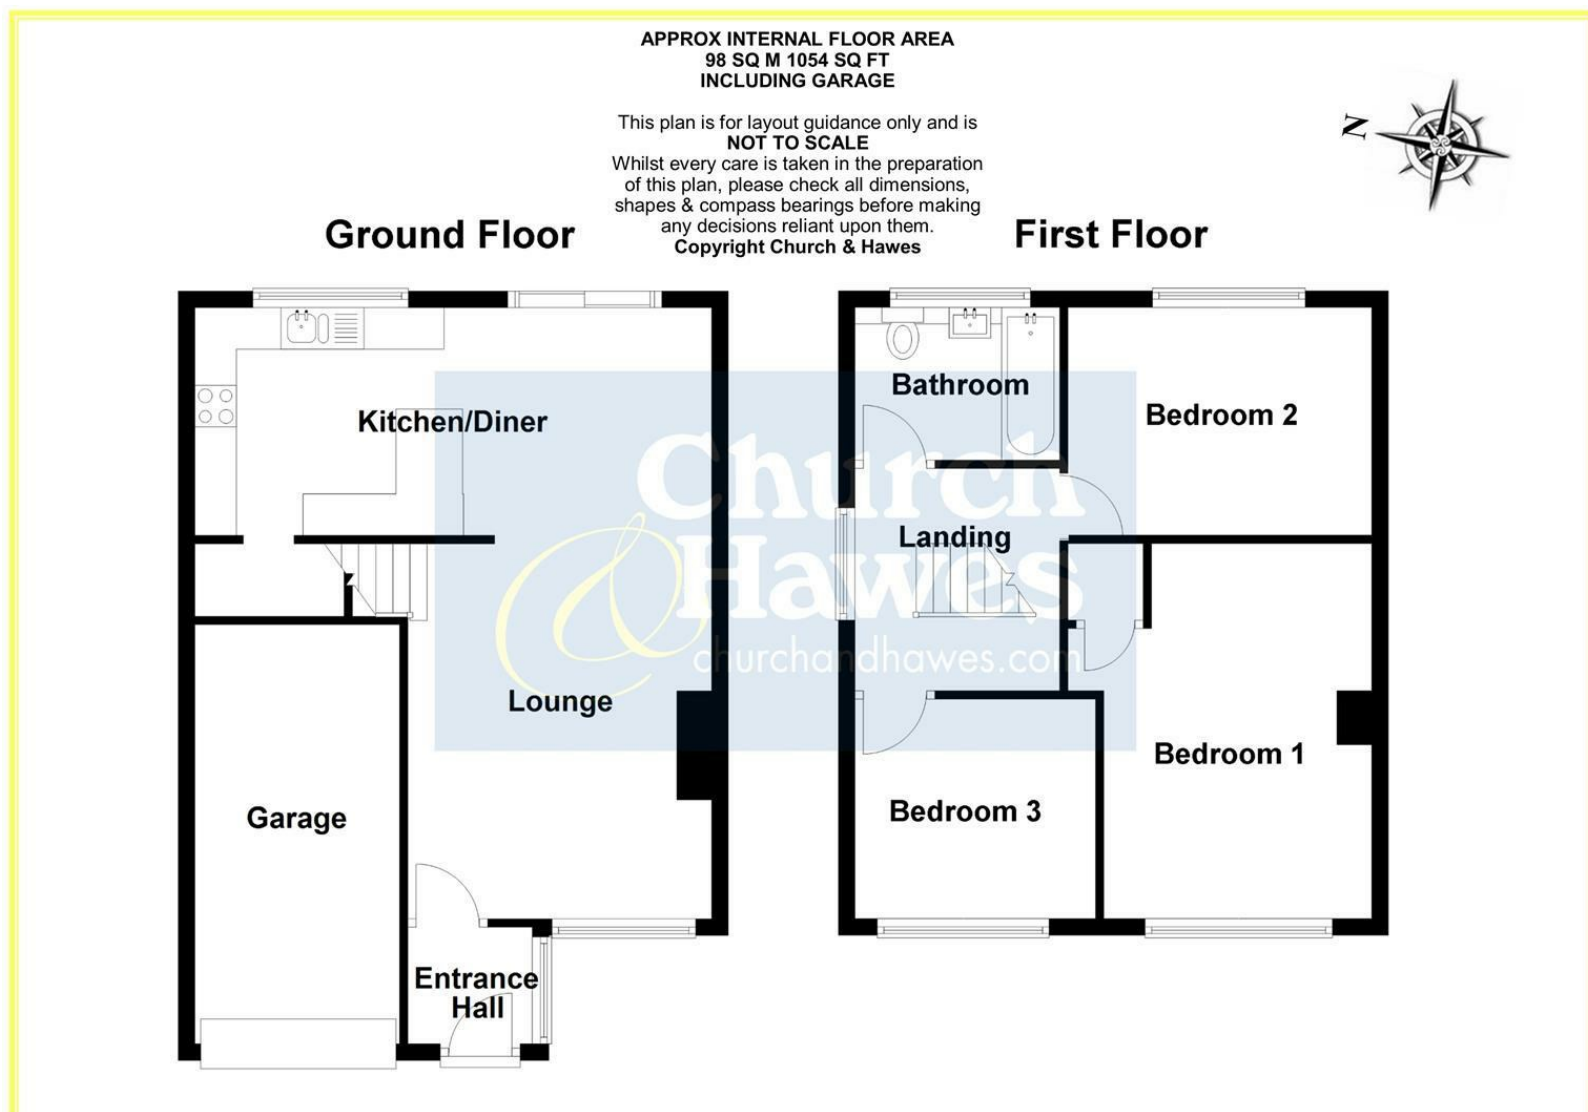 APPROX INTERNAL FLOOR AREA
98 SQ M 1054 SQ FT
INCLUDING GARAGE
This plan is for layout guidance only and is
NOT TO SCALE
Whilst every care is taken in the preparation
of this plan, please check all dimensions,
shapes & compass bearings before making
any decisions reliant upon them.
Copyright Church & Hawes
N
Ground Floor
First Floor
Kitchen/Diner
Lounge
Garage
Entrance
Hall
Bathroom
Bedroom 2
Landing
Bedroom 1
Bedroom 3
Church
& Hawes
churchandhawes.com